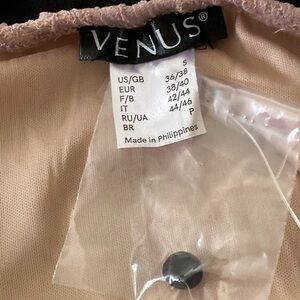 VENUS®
S
US/GB 36/38
EUR 38/40
F/B 42/44
IT 44/46
RU/UA P
BR
Made in Philippines